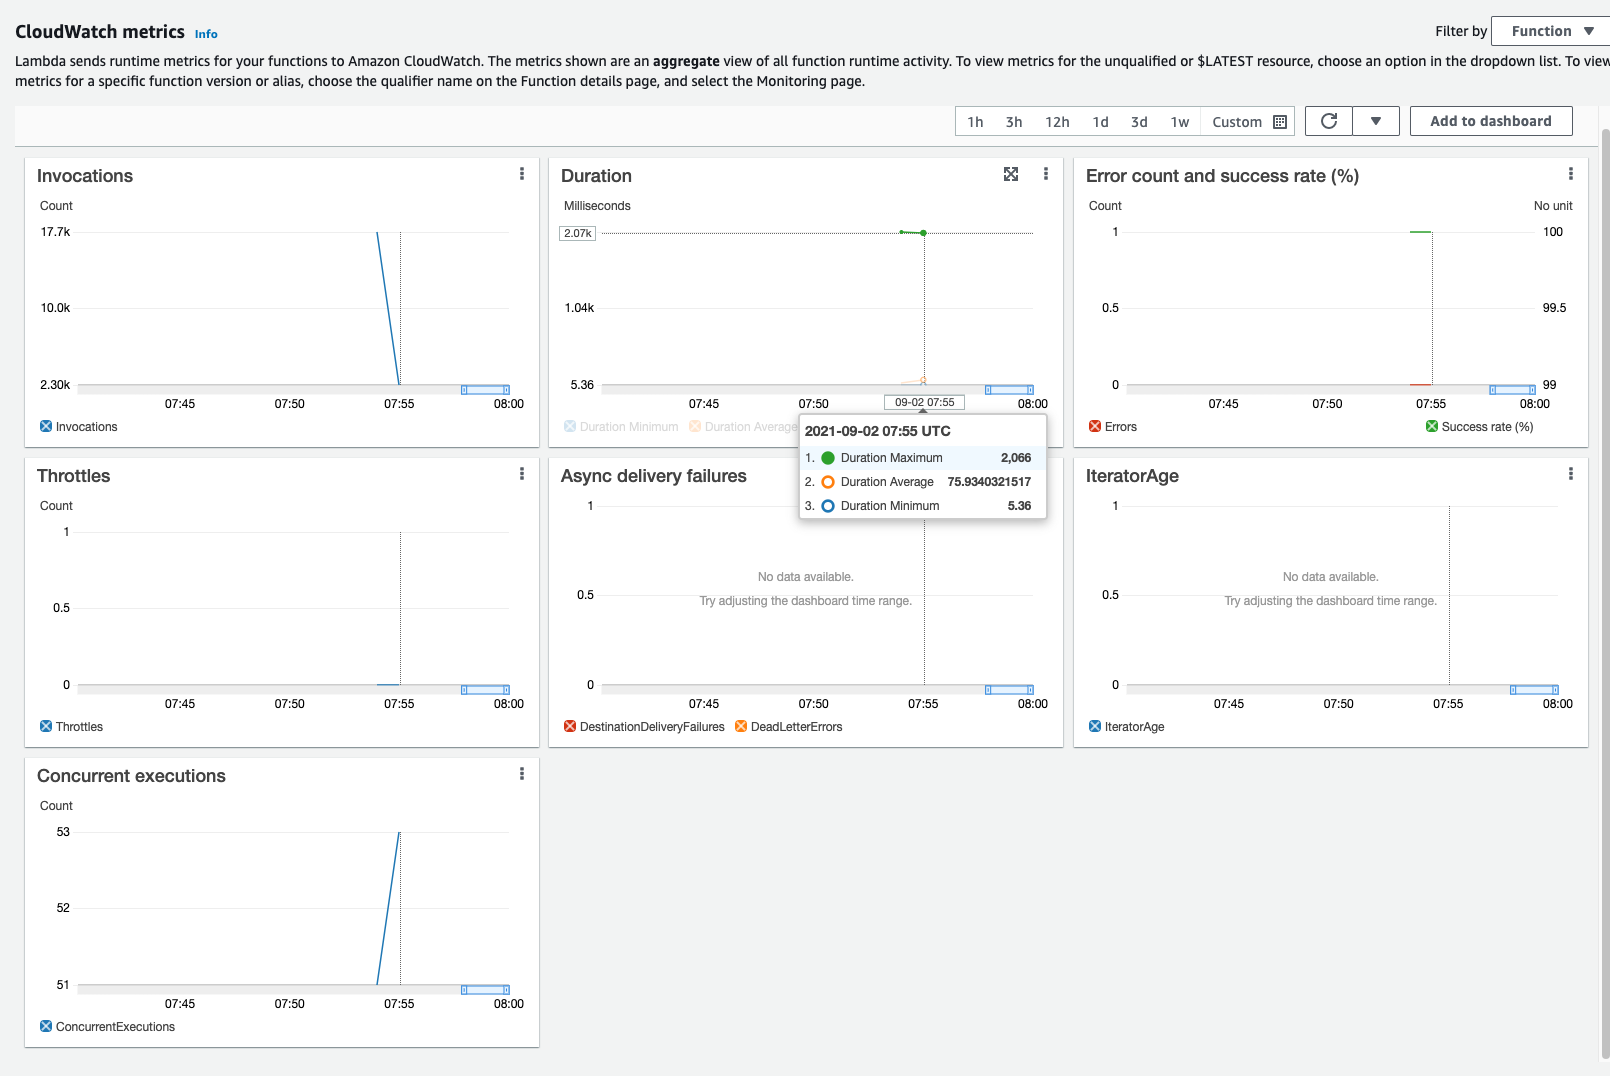 CloudWatch metrics Info
Filter by Function
Lambda sends runtime metrics for your functions to Amazon CloudWatch. The metrics shown are an aggregate view of all function runtime activity. To view metrics for the unqualified or $LATEST resource, choose an option in the dropdown list. To view
metrics for a specific function version or alias, choose the qualifier name on the Function details page, and select the Monitoring page.
1h 3h 12h 1d 3d 1w Custom Add to dashboard
Invocations
Count
17.7k
10.0k
2.30k
07:45 07:50 07:55 08:00
Invocations
Duration
Milliseconds
2.07k
1.04k
5.36
07:45 07:50 09-02 07:55 08:00
Duration Minimum Duration Average
2021-09-02 07:55 UTC
1. Duration Maximum 2,066
2. Duration Average 75.9340321517
3. Duration Minimum 5.36
Error count and success rate (%)
Count No unit
1 100
0.5 99.5
0 99
07:45 07:50 07:55 08:00
Errors Success rate (%)
Throttles
Count
1
0.5
0
07:45 07:50 07:55 08:00
Throttles
Async delivery failures
1
No data available.
0.5
Try adjusting the dashboard time range.
0
07:45 07:50 07:55 08:00
DestinationDeliveryFailures DeadLetterErrors
IteratorAge
1
No data available.
0.5
Try adjusting the dashboard time range.
0
07:45 07:50 07:55 08:00
IteratorAge
Concurrent executions
Count
53
52
51
07:45 07:50 07:55 08:00
ConcurrentExecutions